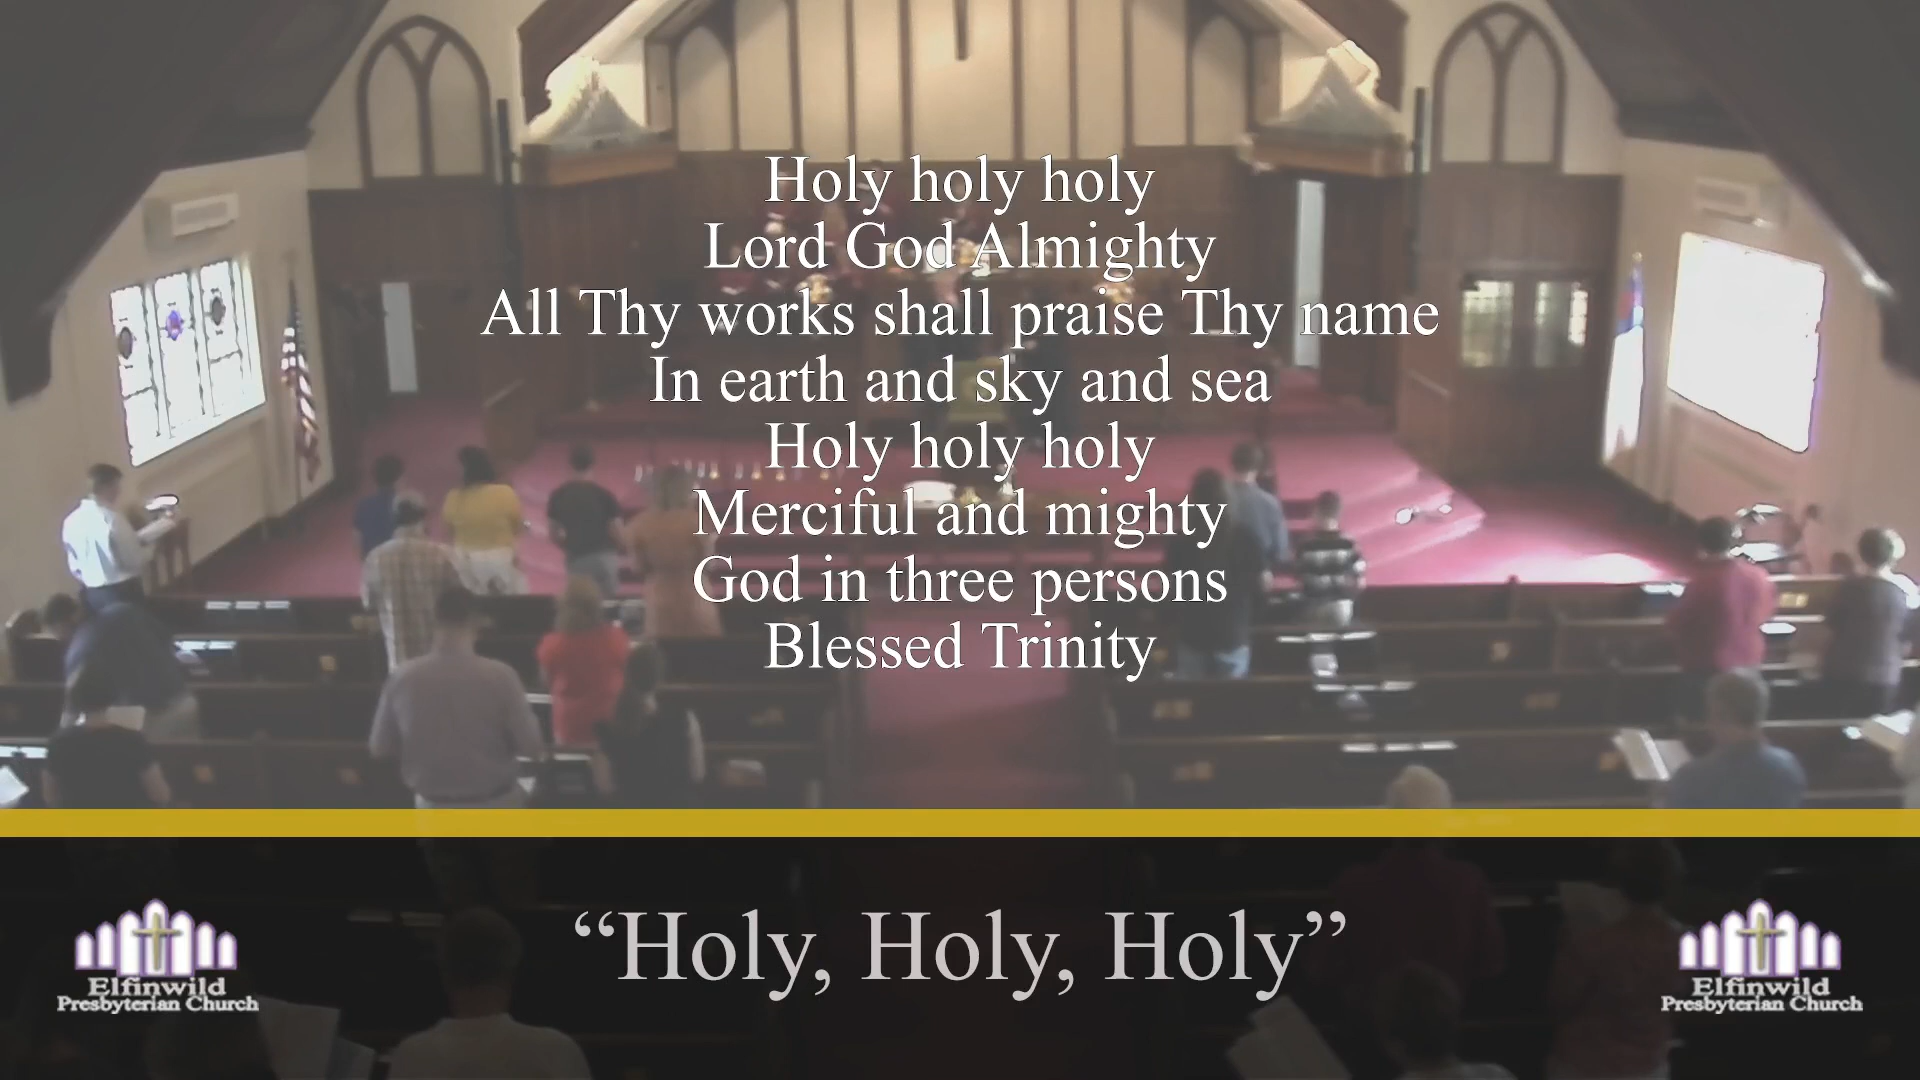 Holy holy holy
Lord God Almighty
All Thy works shall praise Thy name
In earth and sky and sea
Holy holy holy
Merciful and mighty
God in three persons
Blessed Trinity
“Holy, Holy, Holy”
Elfinwild
Presbyterian Church
Elfinwild
Presbyterian Church